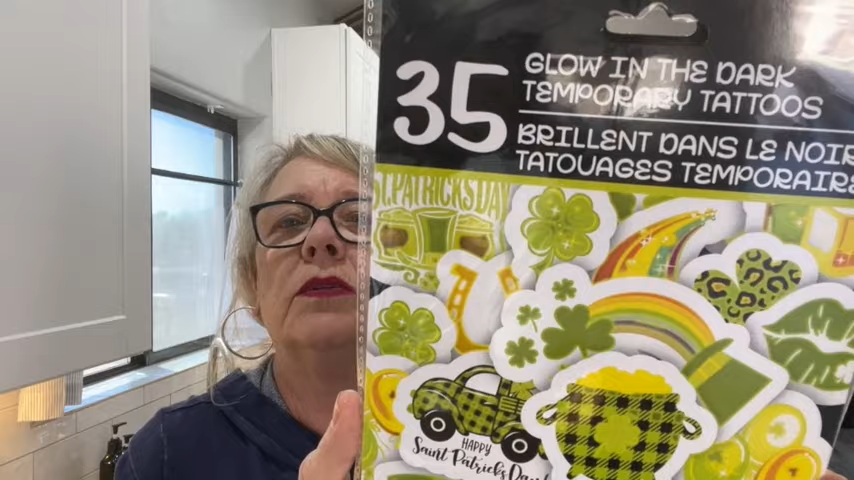 35
GLOW IN THE DARK
TEMPORARY TATTOOS
BRILLENT DANS LE NOIR
TATOUAGES TEMPORAIRES
ST.PATRICKS DAY
HAPPY
Saint Patricks Day